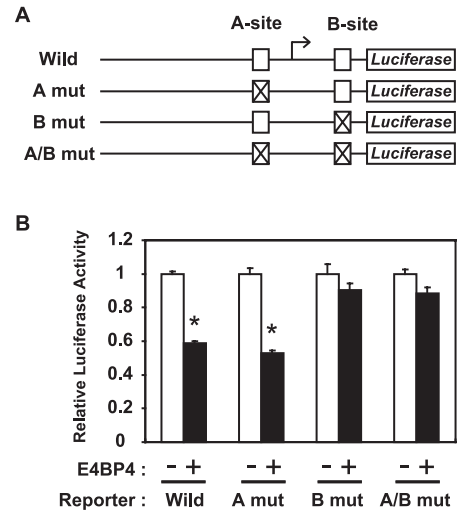 A
A-site B-site
Wild Luciferase
A mut Luciferase
B mut Luciferase
A/B mut Luciferase
B
Relative Luciferase Activity
1.2
1
0.8
0.6
0.4
0.2
0
* *
E4BP4 : - + - + - + - +
Reporter : Wild A mut B mut A/B mut